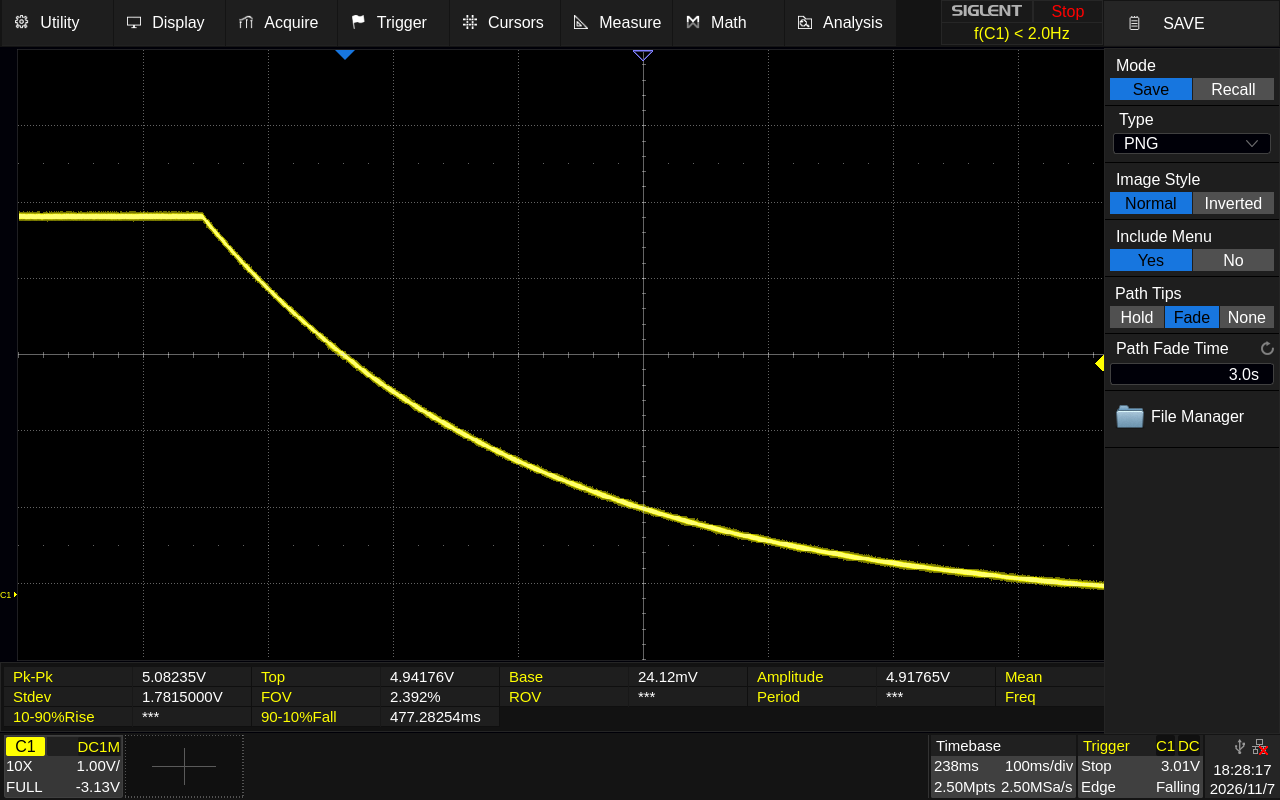 Utility Display Acquire Trigger Cursors Measure Math Analysis SIGLENT Stop SAVE
f(C1) < 2.0Hz
Mode
Save Recall
Type
PNG
Image Style
Normal Inverted
Include Menu
Yes No
Path Tips
Hold Fade None
Path Fade Time
3.0s
File Manager
C1
Pk-Pk 5.08235V Top 4.94176V Base 24.12mV Amplitude 4.91765V Mean
Stdev 1.7815000V FOV 2.392% ROV *** Period *** Freq
10-90%Rise *** 90-10%Fall 477.28254ms
C1 DC1M Timebase Trigger C1 DC
10X 1.00V/ 238ms 100ms/div Stop 3.01V 18:28:17
FULL -3.13V 2.50Mpts 2.50MSa/s Edge Falling 2026/11/7